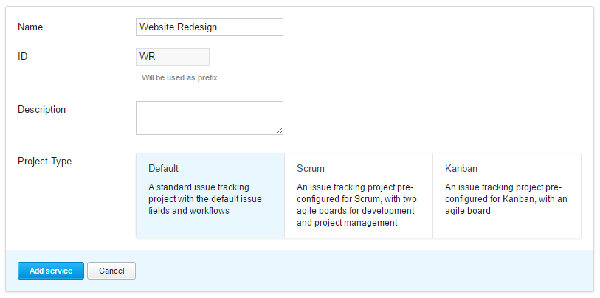 Name
Website Redesign
ID
WR
Will be used as prefix
Description
Project Type
Default
A standard issue tracking
project with the default issue
fields and workflows
Scrum
An issue tracking project pre-
configured for Scrum, with two
agile boards for development
and project management
Kanban
An issue tracking project pre-
configured for Kanban, with an
agile board
Add service
Cancel